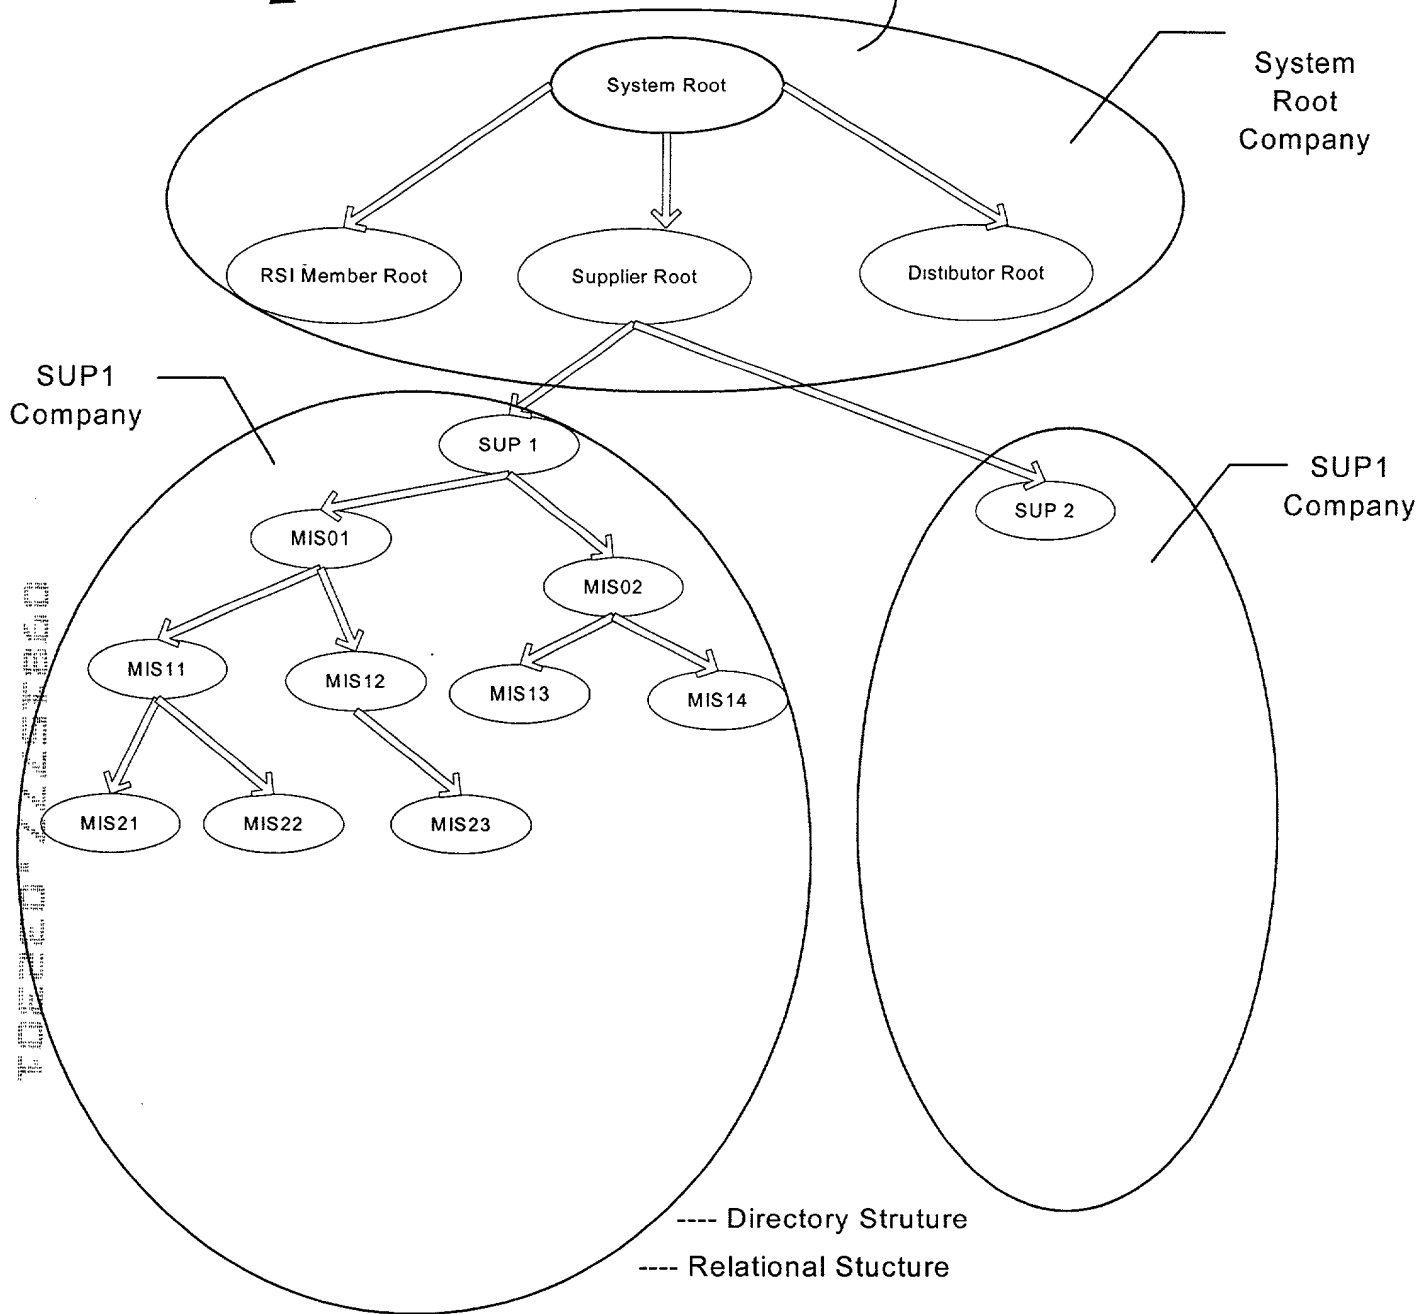 System Root
System
Root
Company
RSI Member Root
Supplier Root
Distibutor Root
SUP1
Company
SUP 1
SUP1
Company
SUP 2
MIS01
MIS02
MIS11
MIS12
MIS13
MIS14
MIS21
MIS22
MIS23
---- Directory Struture
---- Relational Stucture